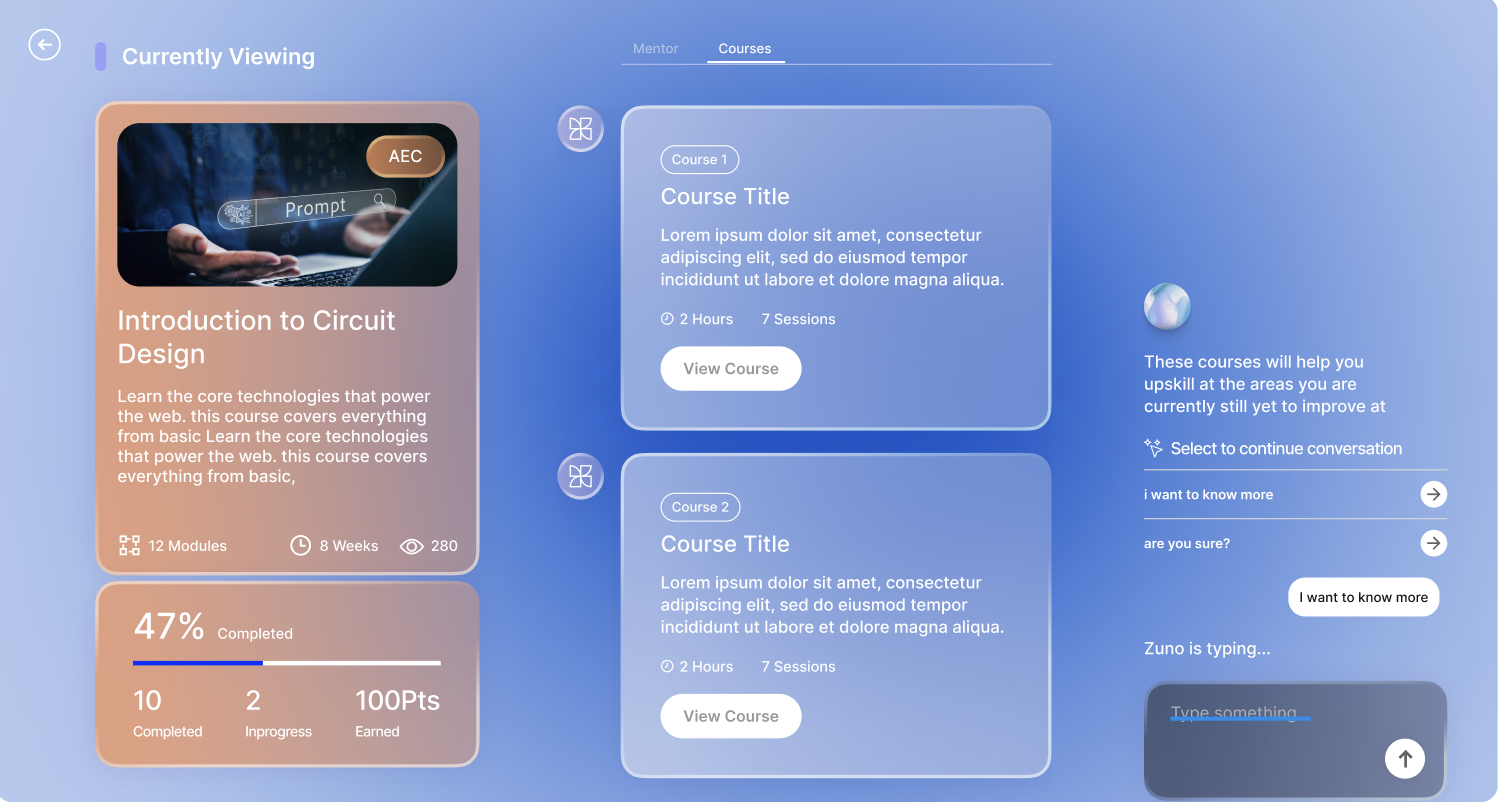 Currently Viewing
AEC
Prompt
AI
Introduction to Circuit
Design
Learn the core technologies that power
the web. this course covers everything
from basic Learn the core technologies
that power the web. this course covers
everything from basic,
12 Modules
8 Weeks
280
47% Completed
10
Completed
2
Inprogress
100Pts
Earned
Mentor
Courses
Course 1
Course Title
Lorem ipsum dolor sit amet, consectetur
adipiscing elit, sed do eiusmod tempor
incididunt ut labore et dolore magna aliqua.
2 Hours
7 Sessions
View Course
Course 2
Course Title
Lorem ipsum dolor sit amet, consectetur
adipiscing elit, sed do eiusmod tempor
incididunt ut labore et dolore magna aliqua.
2 Hours
7 Sessions
View Course
These courses will help you
upskill at the areas you are
currently still yet to improve at
Select to continue conversation
i want to know more
are you sure?
I want to know more
Zuno is typing...
Type something